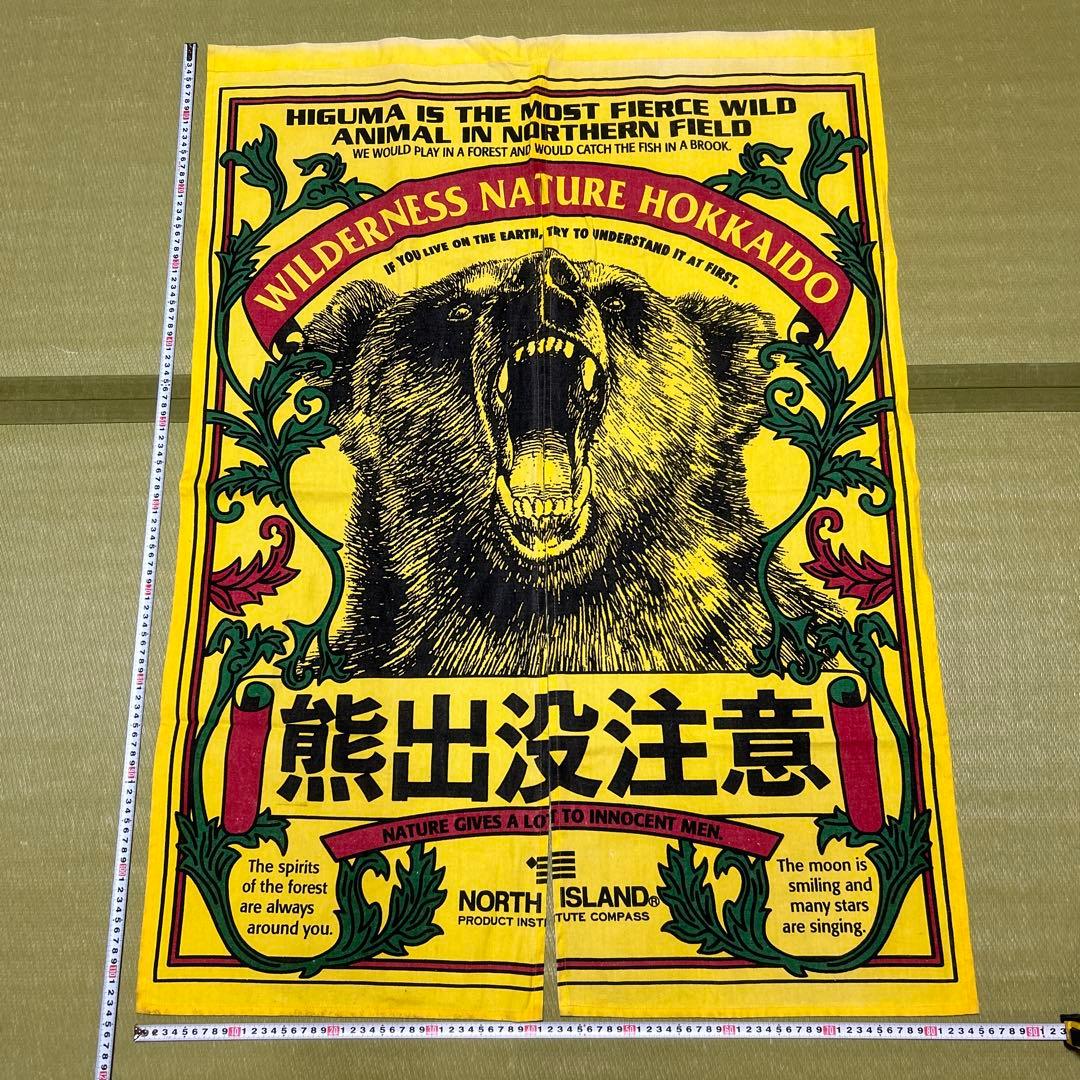 HIGUMA IS THE MOST FIERCE WILD
ANIMAL IN NORTHERN FIELD
WE WOULD PLAY IN A FOREST AND WOULD CATCH THE FISH IN A BROOK.
WILDERNESS NATURE HOKKAIDO
IF YOU LIVE ON THE EARTH, TRY TO UNDERSTAND IT AT FIRST.
熊出没注意
NATURE GIVES A LOT TO INNOCENT MEN.
The spirits
of the forest
are always
around you.
NORTH ISLAND®
PRODUCT INSTITUTE COMPASS
The moon is
smiling and
many stars
are singing.